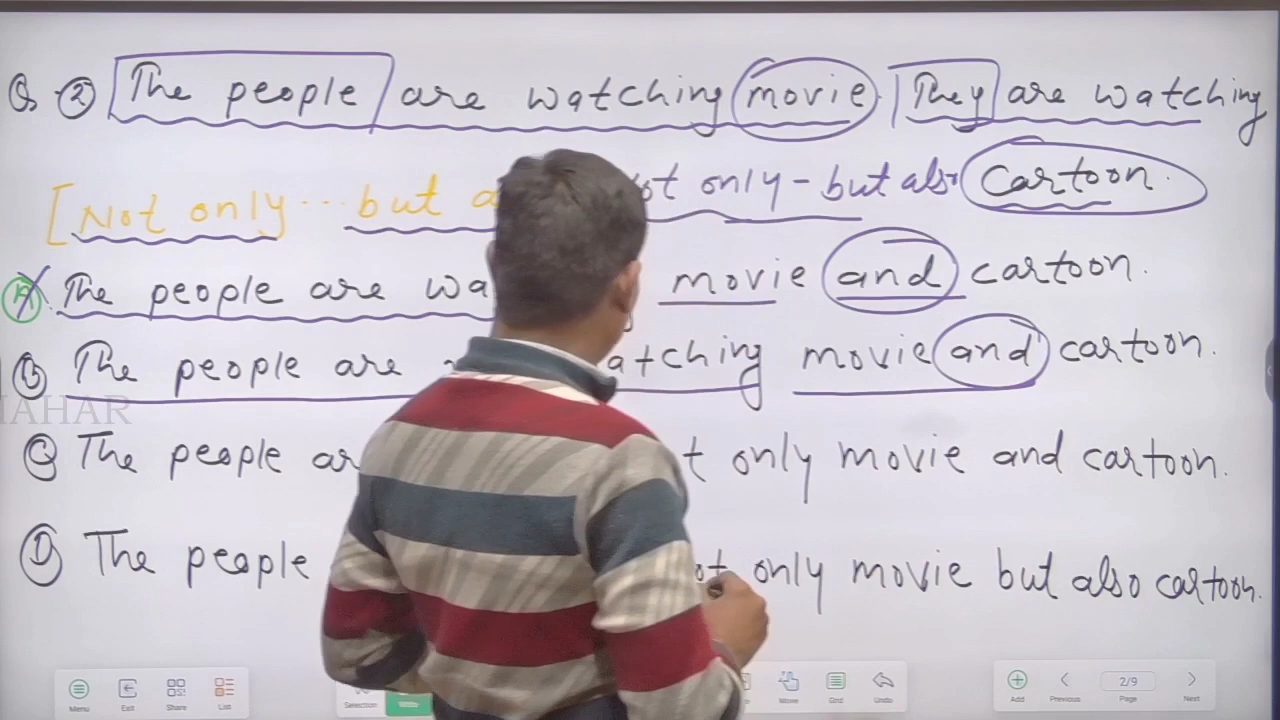 Q.② The people are watching movie. They are watching
[Not only...but ot only-but also cartoon.
A The people are movie and cartoon.
B The people are atching movie and cartoon.
C The people t only movie and cartoon.
D The people ot only movie but also cartoon.
MAHAR
Menu Exit Share List Selection Write Move Grid Undo Add Previous 2/9 Page Next